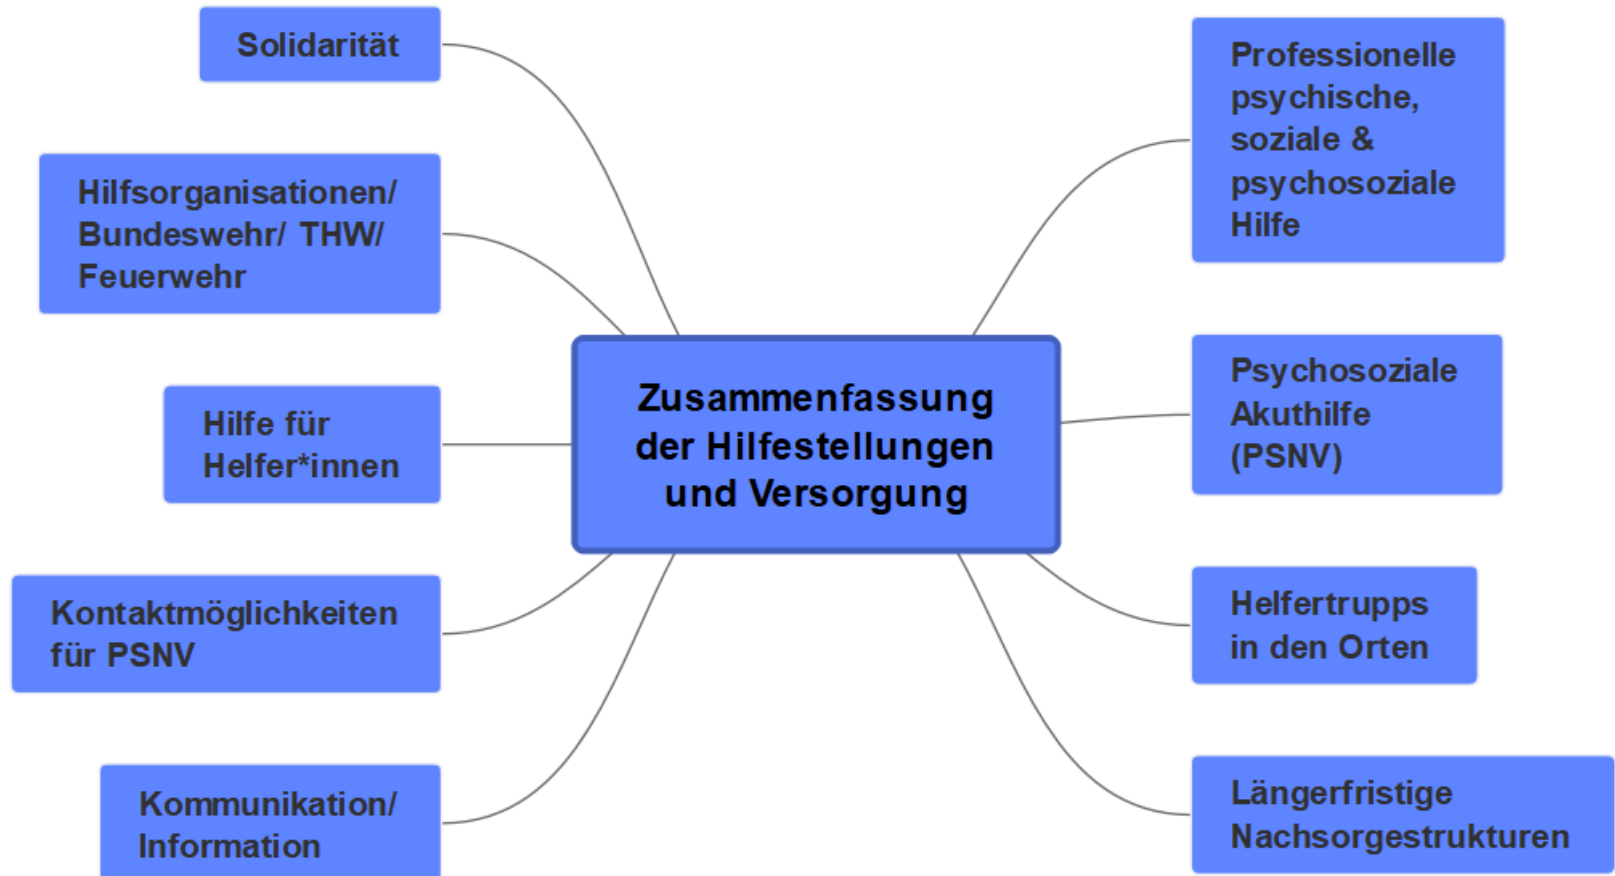 Solidarität
Hilfsorganisationen/
Bundeswehr/ THW/
Feuerwehr
Hilfe für
Helfer*innen
Kontaktmöglichkeiten
für PSNV
Kommunikation/
Information
Zusammenfassung
der Hilfestellungen
und Versorgung
Professionelle
psychische,
soziale &
psychosoziale
Hilfe
Psychosoziale
Akuthilfe
(PSNV)
Helfertrupps
in den Orten
Längerfristige
Nachsorgestrukturen